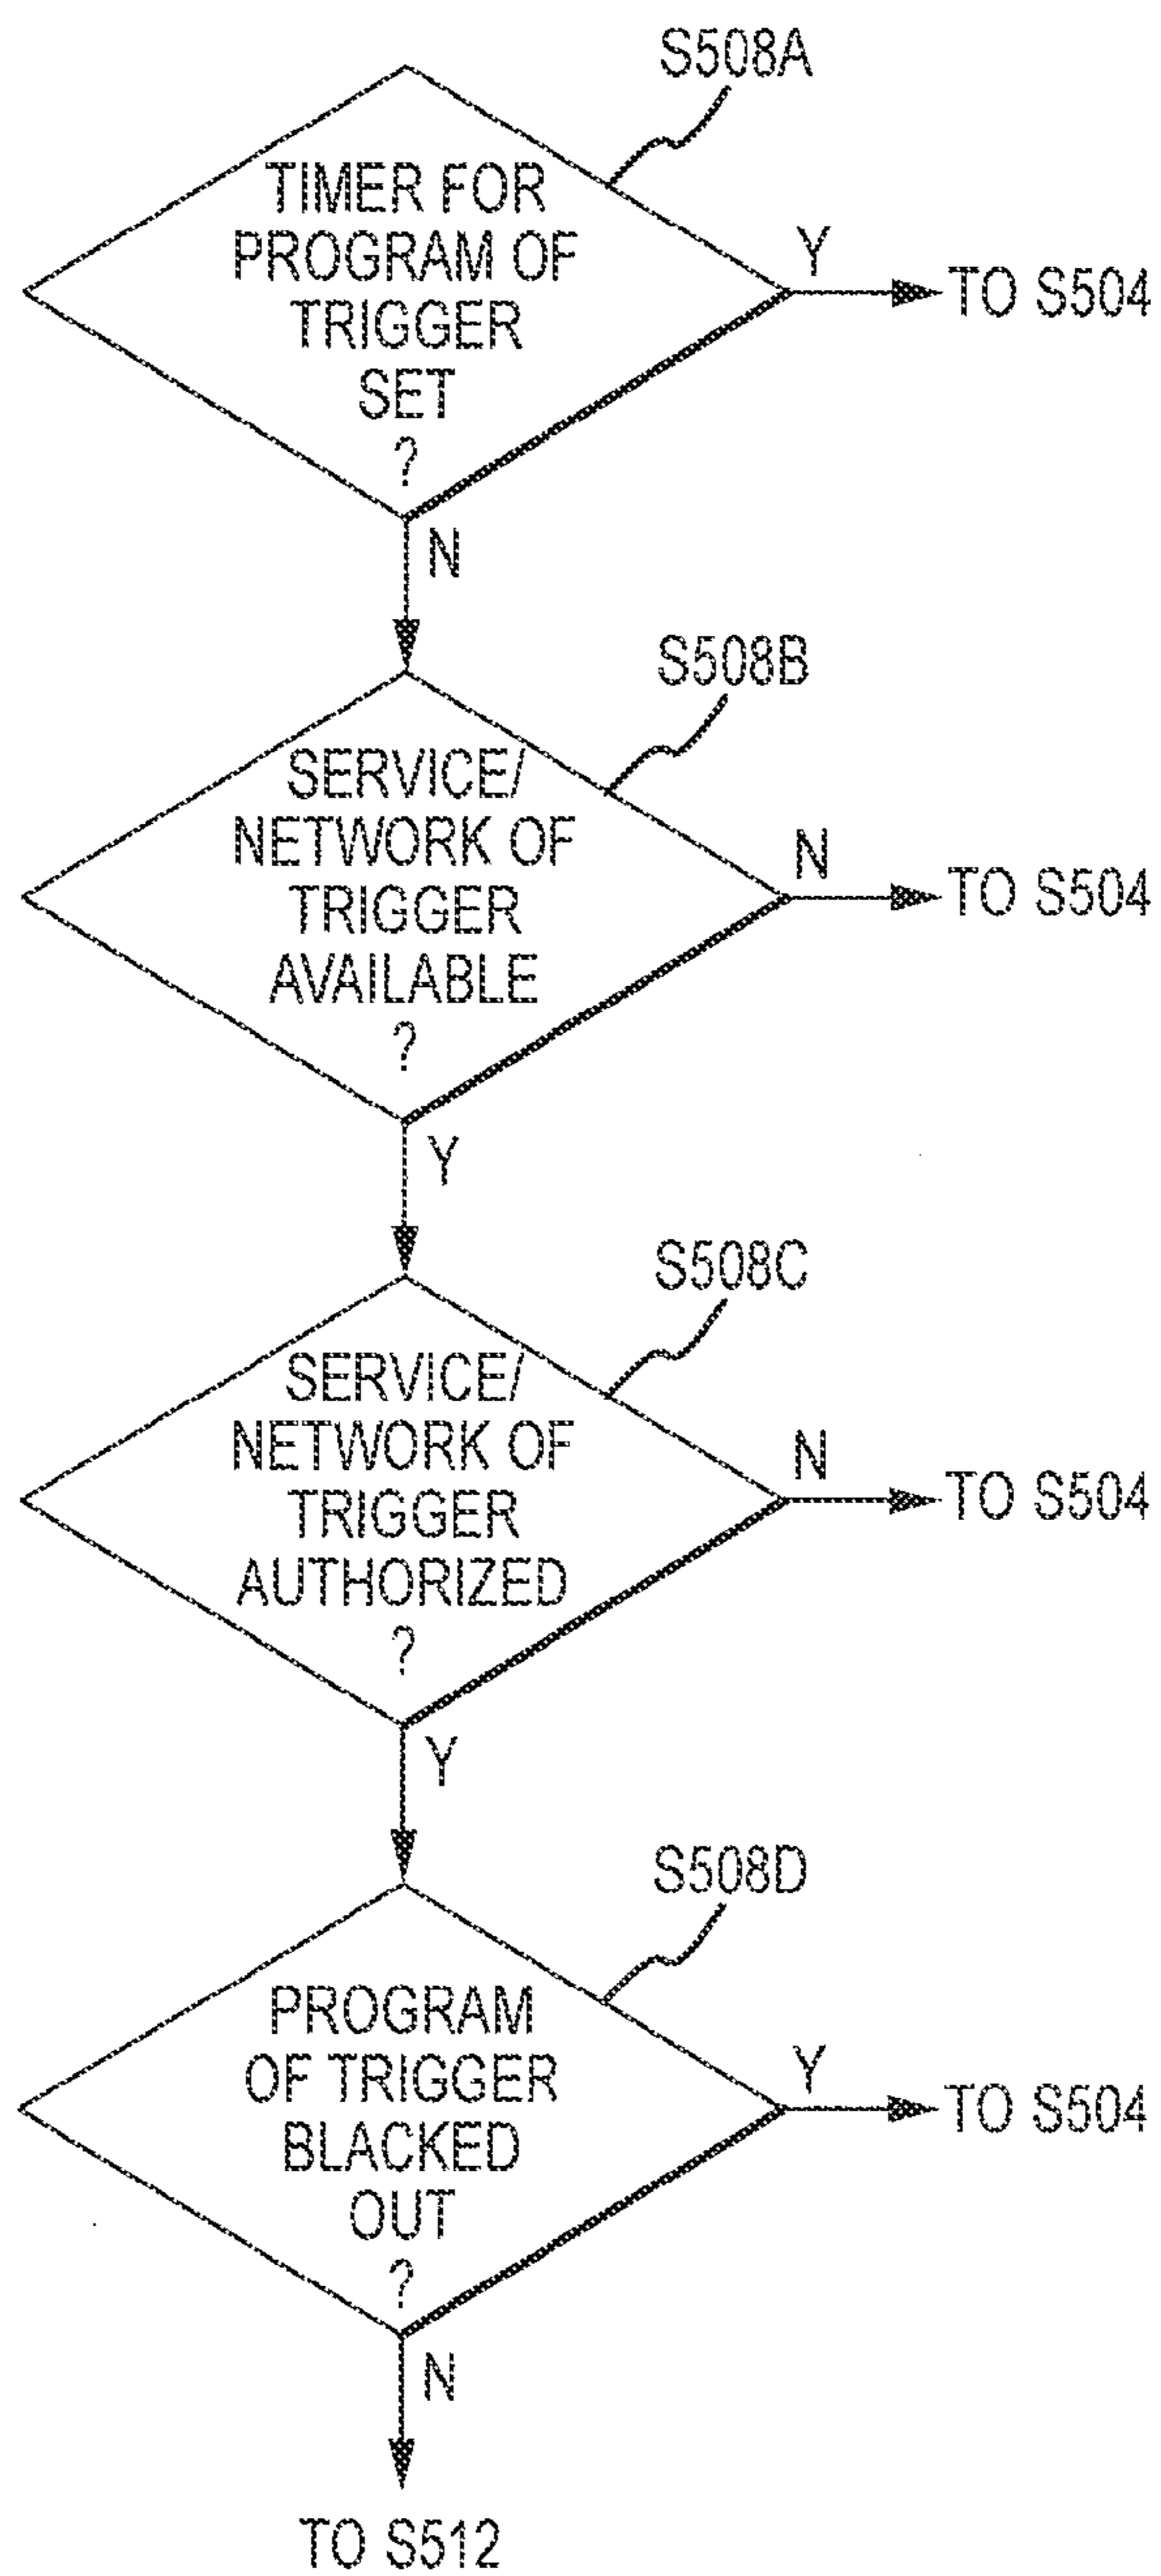 S508A
TIMER FOR
PROGRAM OF
TRIGGER
SET
?
Y
TO S504
N
S508B
SERVICE/
NETWORK OF
TRIGGER
AVAILABLE
?
N
TO S504
Y
S508C
SERVICE/
NETWORK OF
TRIGGER
AUTHORIZED
?
N
TO S504
Y
S508D
PROGRAM
OF TRIGGER
BLACKED
OUT
?
Y
TO S504
N
TO S512